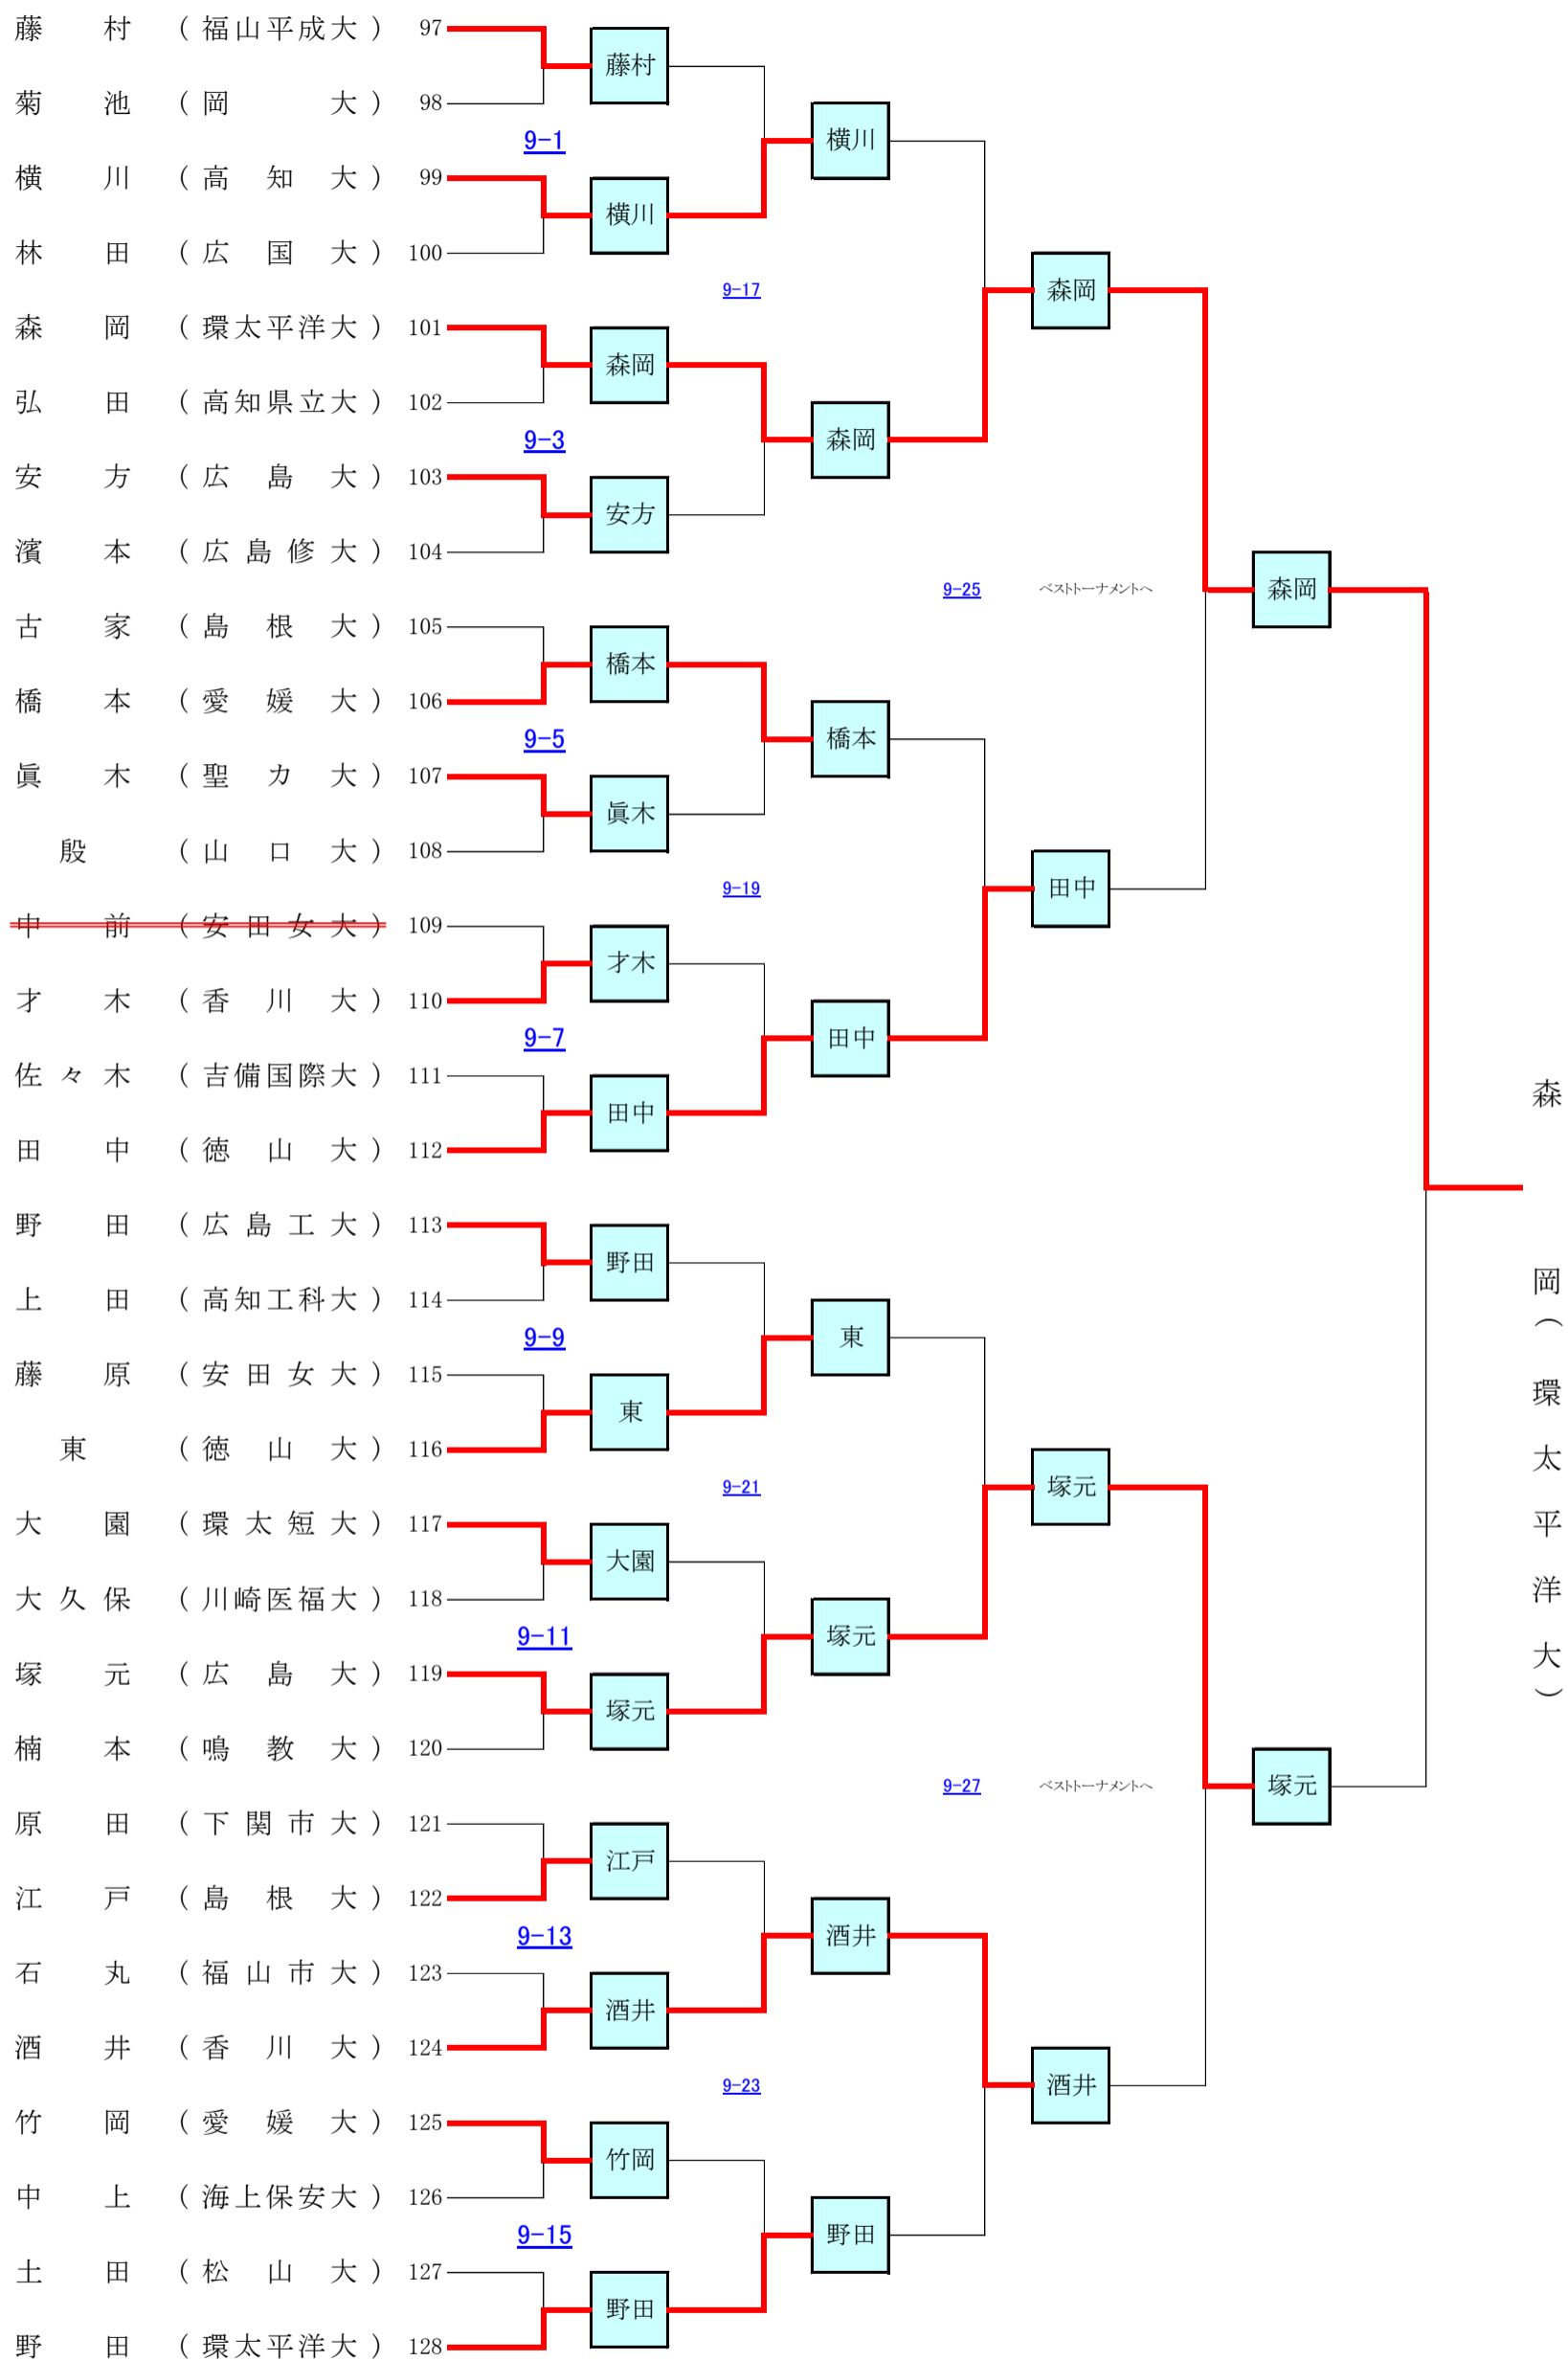 藤村（福山平成大） 97
藤村
菊池（岡大） 98
横川
9-1
横川（高知大） 99
横川
林田（広国大） 100
9-17
森岡
森岡（環太平洋大） 101
森岡
弘田（高知県立大） 102
森岡
9-3
安方（広島大） 103
安方
濱本（広島修大） 104
9-25 ベストトーナメントへ
森岡
古家（島根大） 105
橋本
橋本（愛媛大） 106
橋本
9-5
眞木（聖カ大） 107
眞木
殷（山口大） 108
9-19
田中
中前（安田女大） 109
才木
才木（香川大） 110
田中
9-7
佐々木（吉備国際大） 111
田中
田中（徳山大） 112
森岡（環太平洋大）
野田（広島工大） 113
野田
上田（高知工科大） 114
東
9-9
藤原（安田女大） 115
東
東（徳山大） 116
9-21
塚元
大園（環太短大） 117
大園
大久保（川崎医福大） 118
塚元
9-11
塚元（広島大） 119
塚元
楠本（鳴教大） 120
9-27 ベストトーナメントへ
塚元
原田（下関市大） 121
江戸
江戸（島根大） 122
酒井
9-13
石丸（福山市大） 123
酒井
酒井（香川大） 124
9-23
酒井
竹岡（愛媛大） 125
竹岡
中上（海上保安大） 126
野田
9-15
土田（松山大） 127
野田
野田（環太平洋大） 128